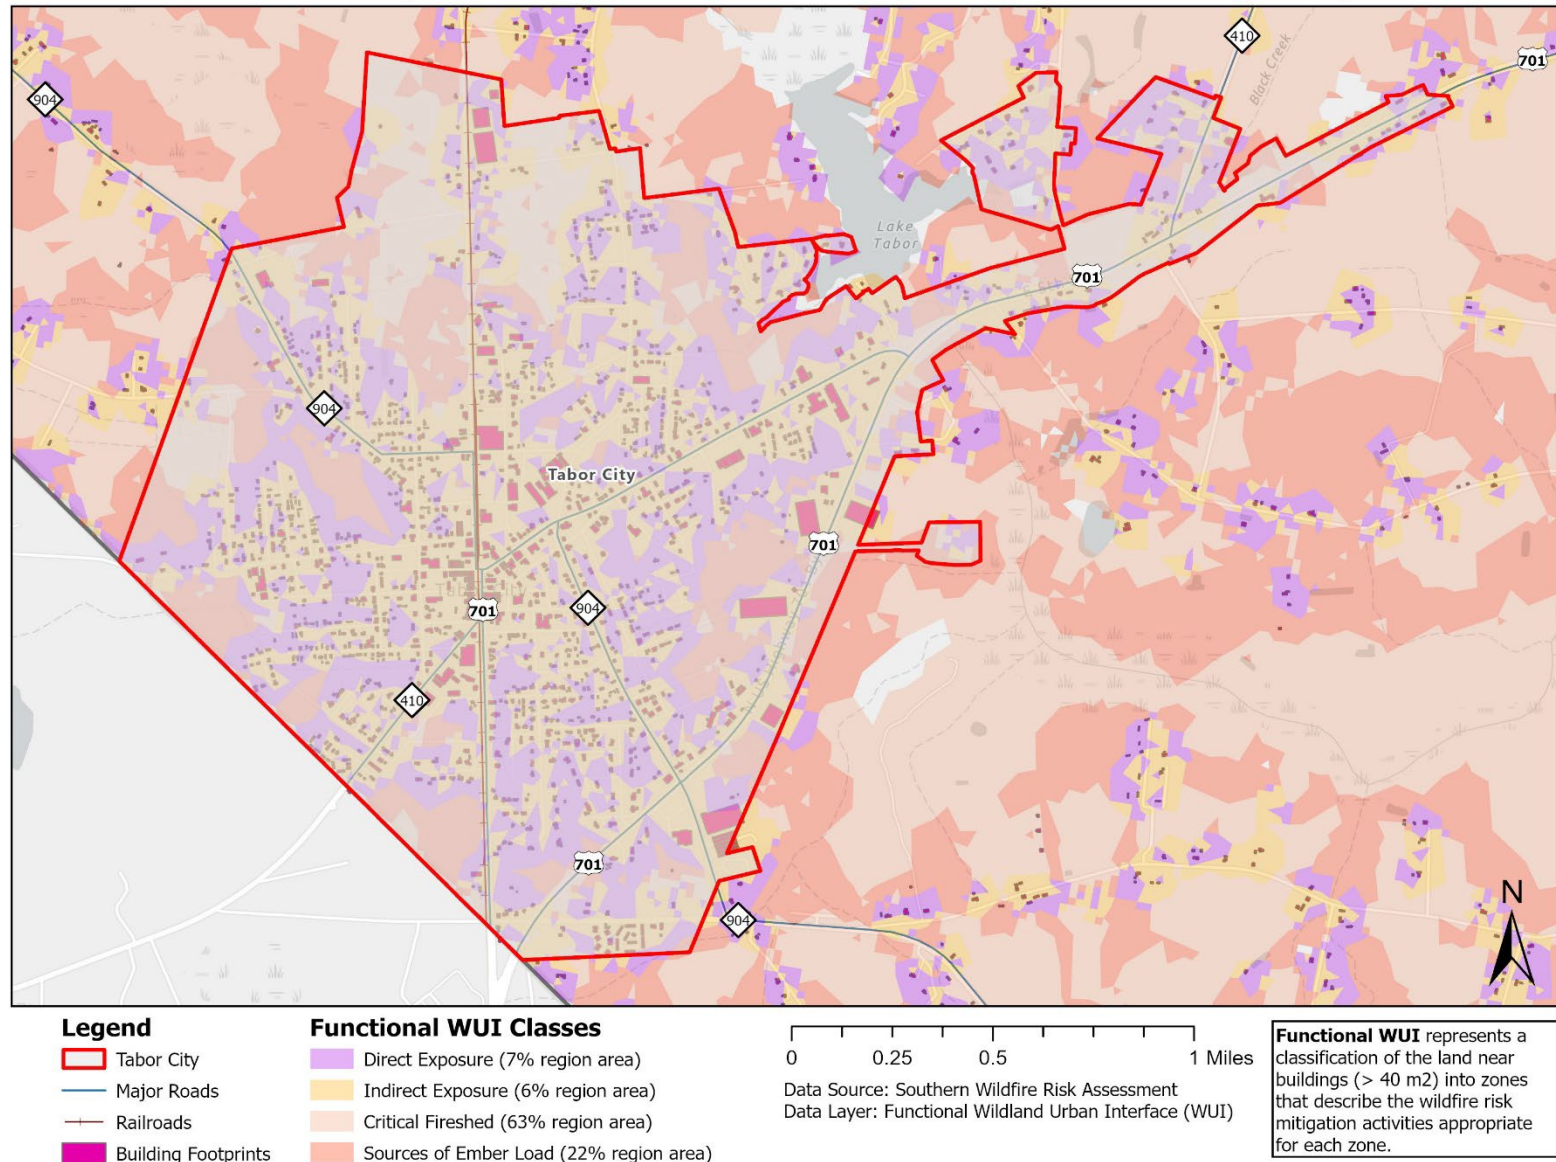 410
701
904
Black Creek
Lake
Tabor
701
904
Tabor City
701
904
Tabor City
701
410
701
904
N
Legend
Tabor City
Major Roads
Railroads
Building Footprints
Functional WUI Classes
Direct Exposure (7% region area)
Indirect Exposure (6% region area)
Critical Fireshed (63% region area)
Sources of Ember Load (22% region area)
0 0.25 0.5 1 Miles
Data Source: Southern Wildfire Risk Assessment
Data Layer: Functional Wildland Urban Interface (WUI)
Functional WUI represents a
classification of the land near
buildings (> 40 m2) into zones
that describe the wildfire risk
mitigation activities appropriate
for each zone.